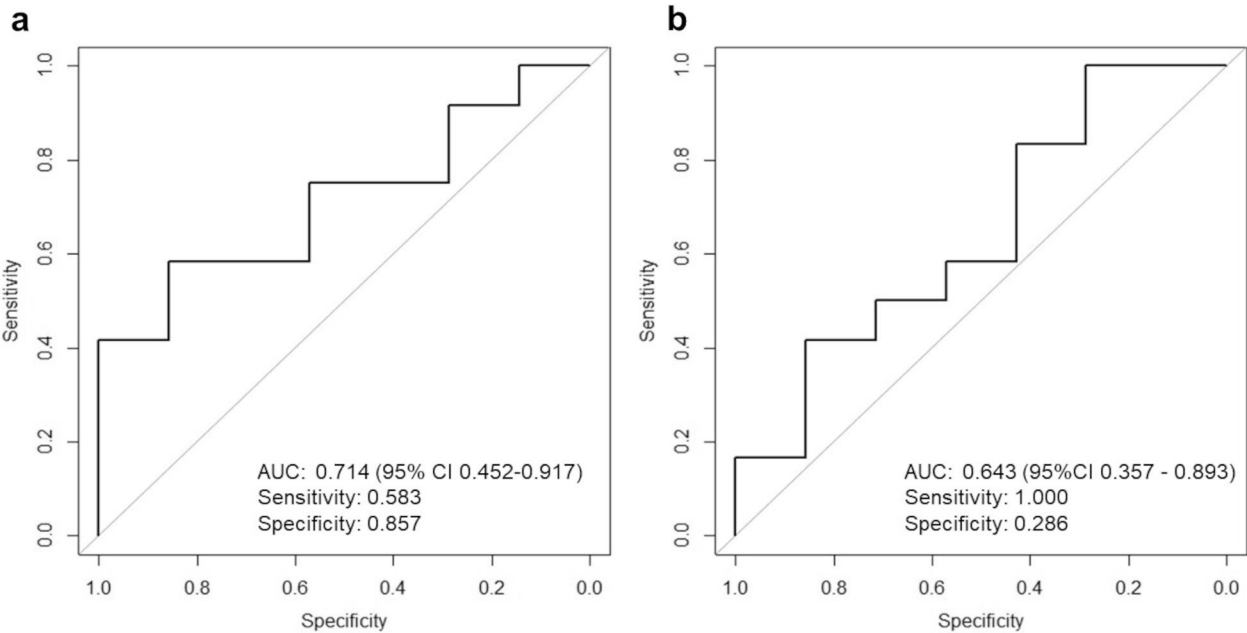 a
1.0
0.8
0.6
0.4
0.2
0.0
Sensitivity
AUC: 0.714 (95% CI 0.452-0.917)
Sensitivity: 0.583
Specificity: 0.857
1.0 0.8 0.6 0.4 0.2 0.0
Specificity
b
1.0
0.8
0.6
0.4
0.2
0.0
Sensitivity
AUC: 0.643 (95%CI 0.357 - 0.893)
Sensitivity: 1.000
Specificity: 0.286
1.0 0.8 0.6 0.4 0.2 0.0
Specificity